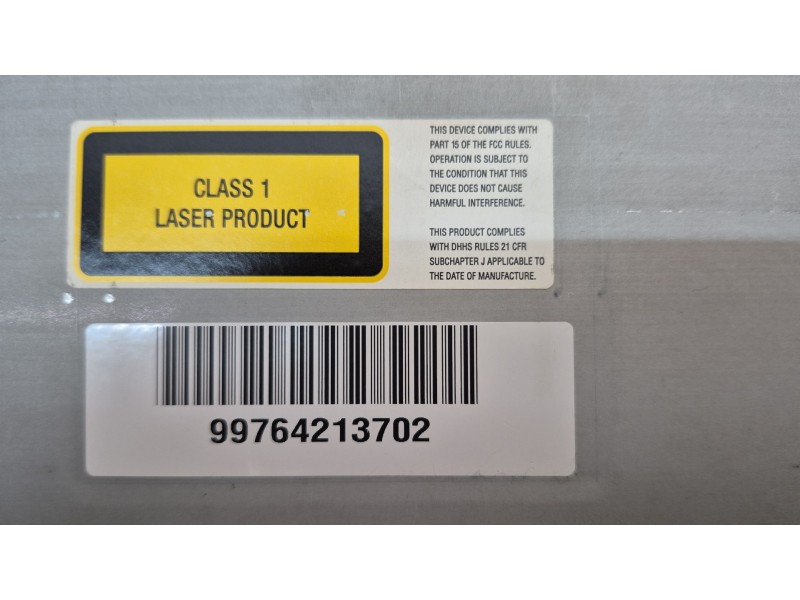 CLASS 1
LASER PRODUCT
THIS DEVICE COMPLIES WITH
PART 15 OF THE FCC RULES.
OPERATION IS SUBJECT TO
THE CONDITION THAT THIS
DEVICE DOES NOT CAUSE
HARMFUL INTERFERENCE.
THIS PRODUCT COMPLIES
WITH DHHS RULES 21 CFR
SUBCHAPTER J APPLICABLE TO
THE DATE OF MANUFACTURE.
99764213702